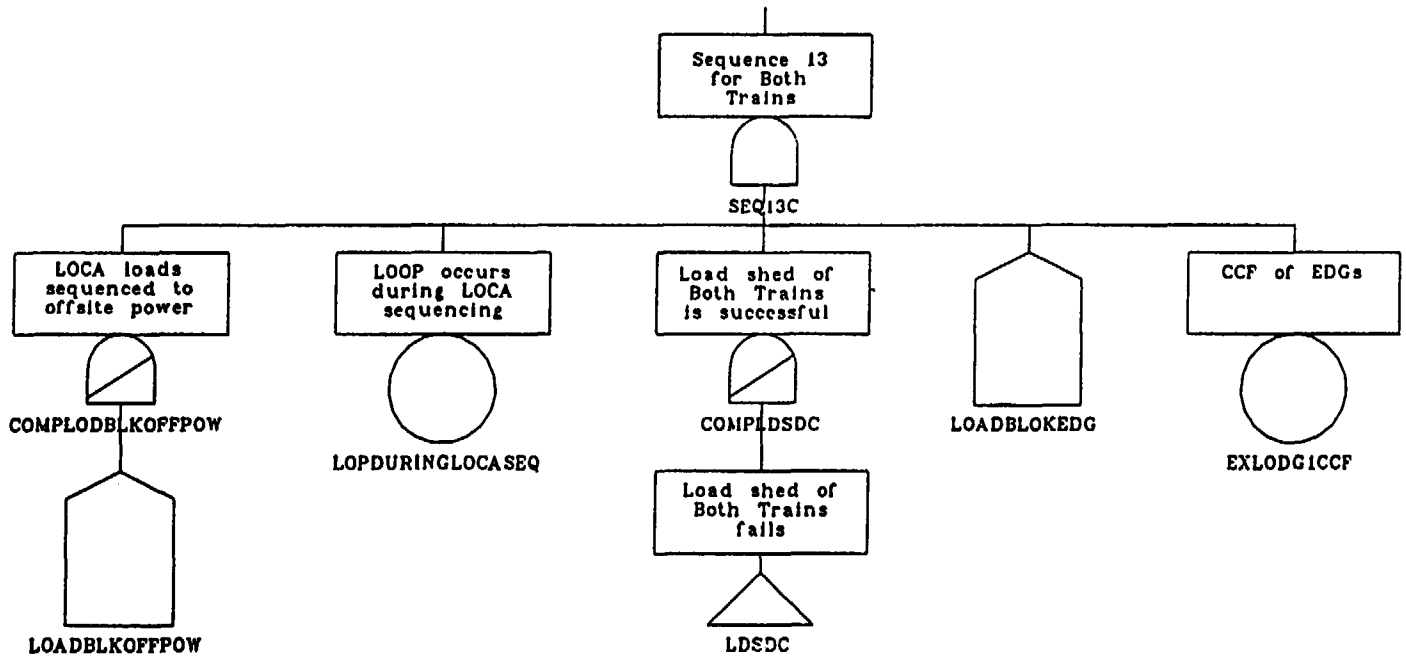 Sequence 13
for Both
Trains
SEQ13C
LOCA loads
sequenced to
offsite power
COMPLODBLKOFFPOW
LOADBLKOFFPOW
LOOP occurs
during LOCA
sequencing
LOPDURINGLOCASEQ
Load shed of
Both Trains
is successful
COMPLDSDC
Load shed of
Both Trains
fails
LDSDC
LOADBLOKEDG
CCF of EDGs
EXLODG1CCF